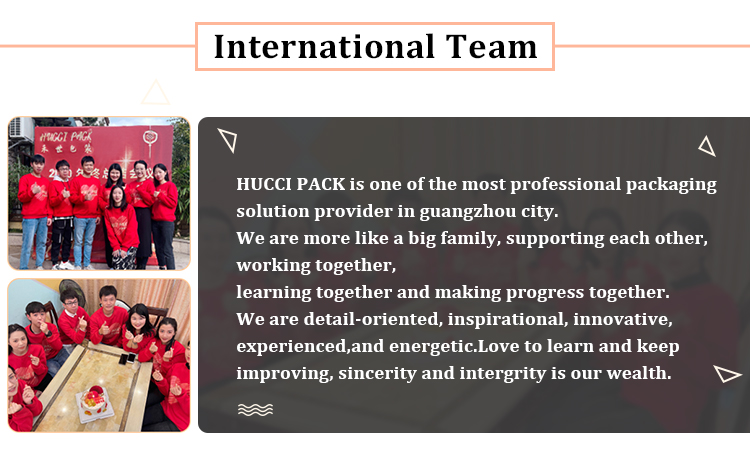 International Team
HUCCI PACK
HUCCI PACK is one of the most professional packaging
solution provider in guangzhou city.
We are more like a big family, supporting each other,
working together,
learning together and making progress together.
We are detail-oriented, inspirational, innovative,
experienced,and energetic.Love to learn and keep
improving, sincerity and intergrity is our wealth.